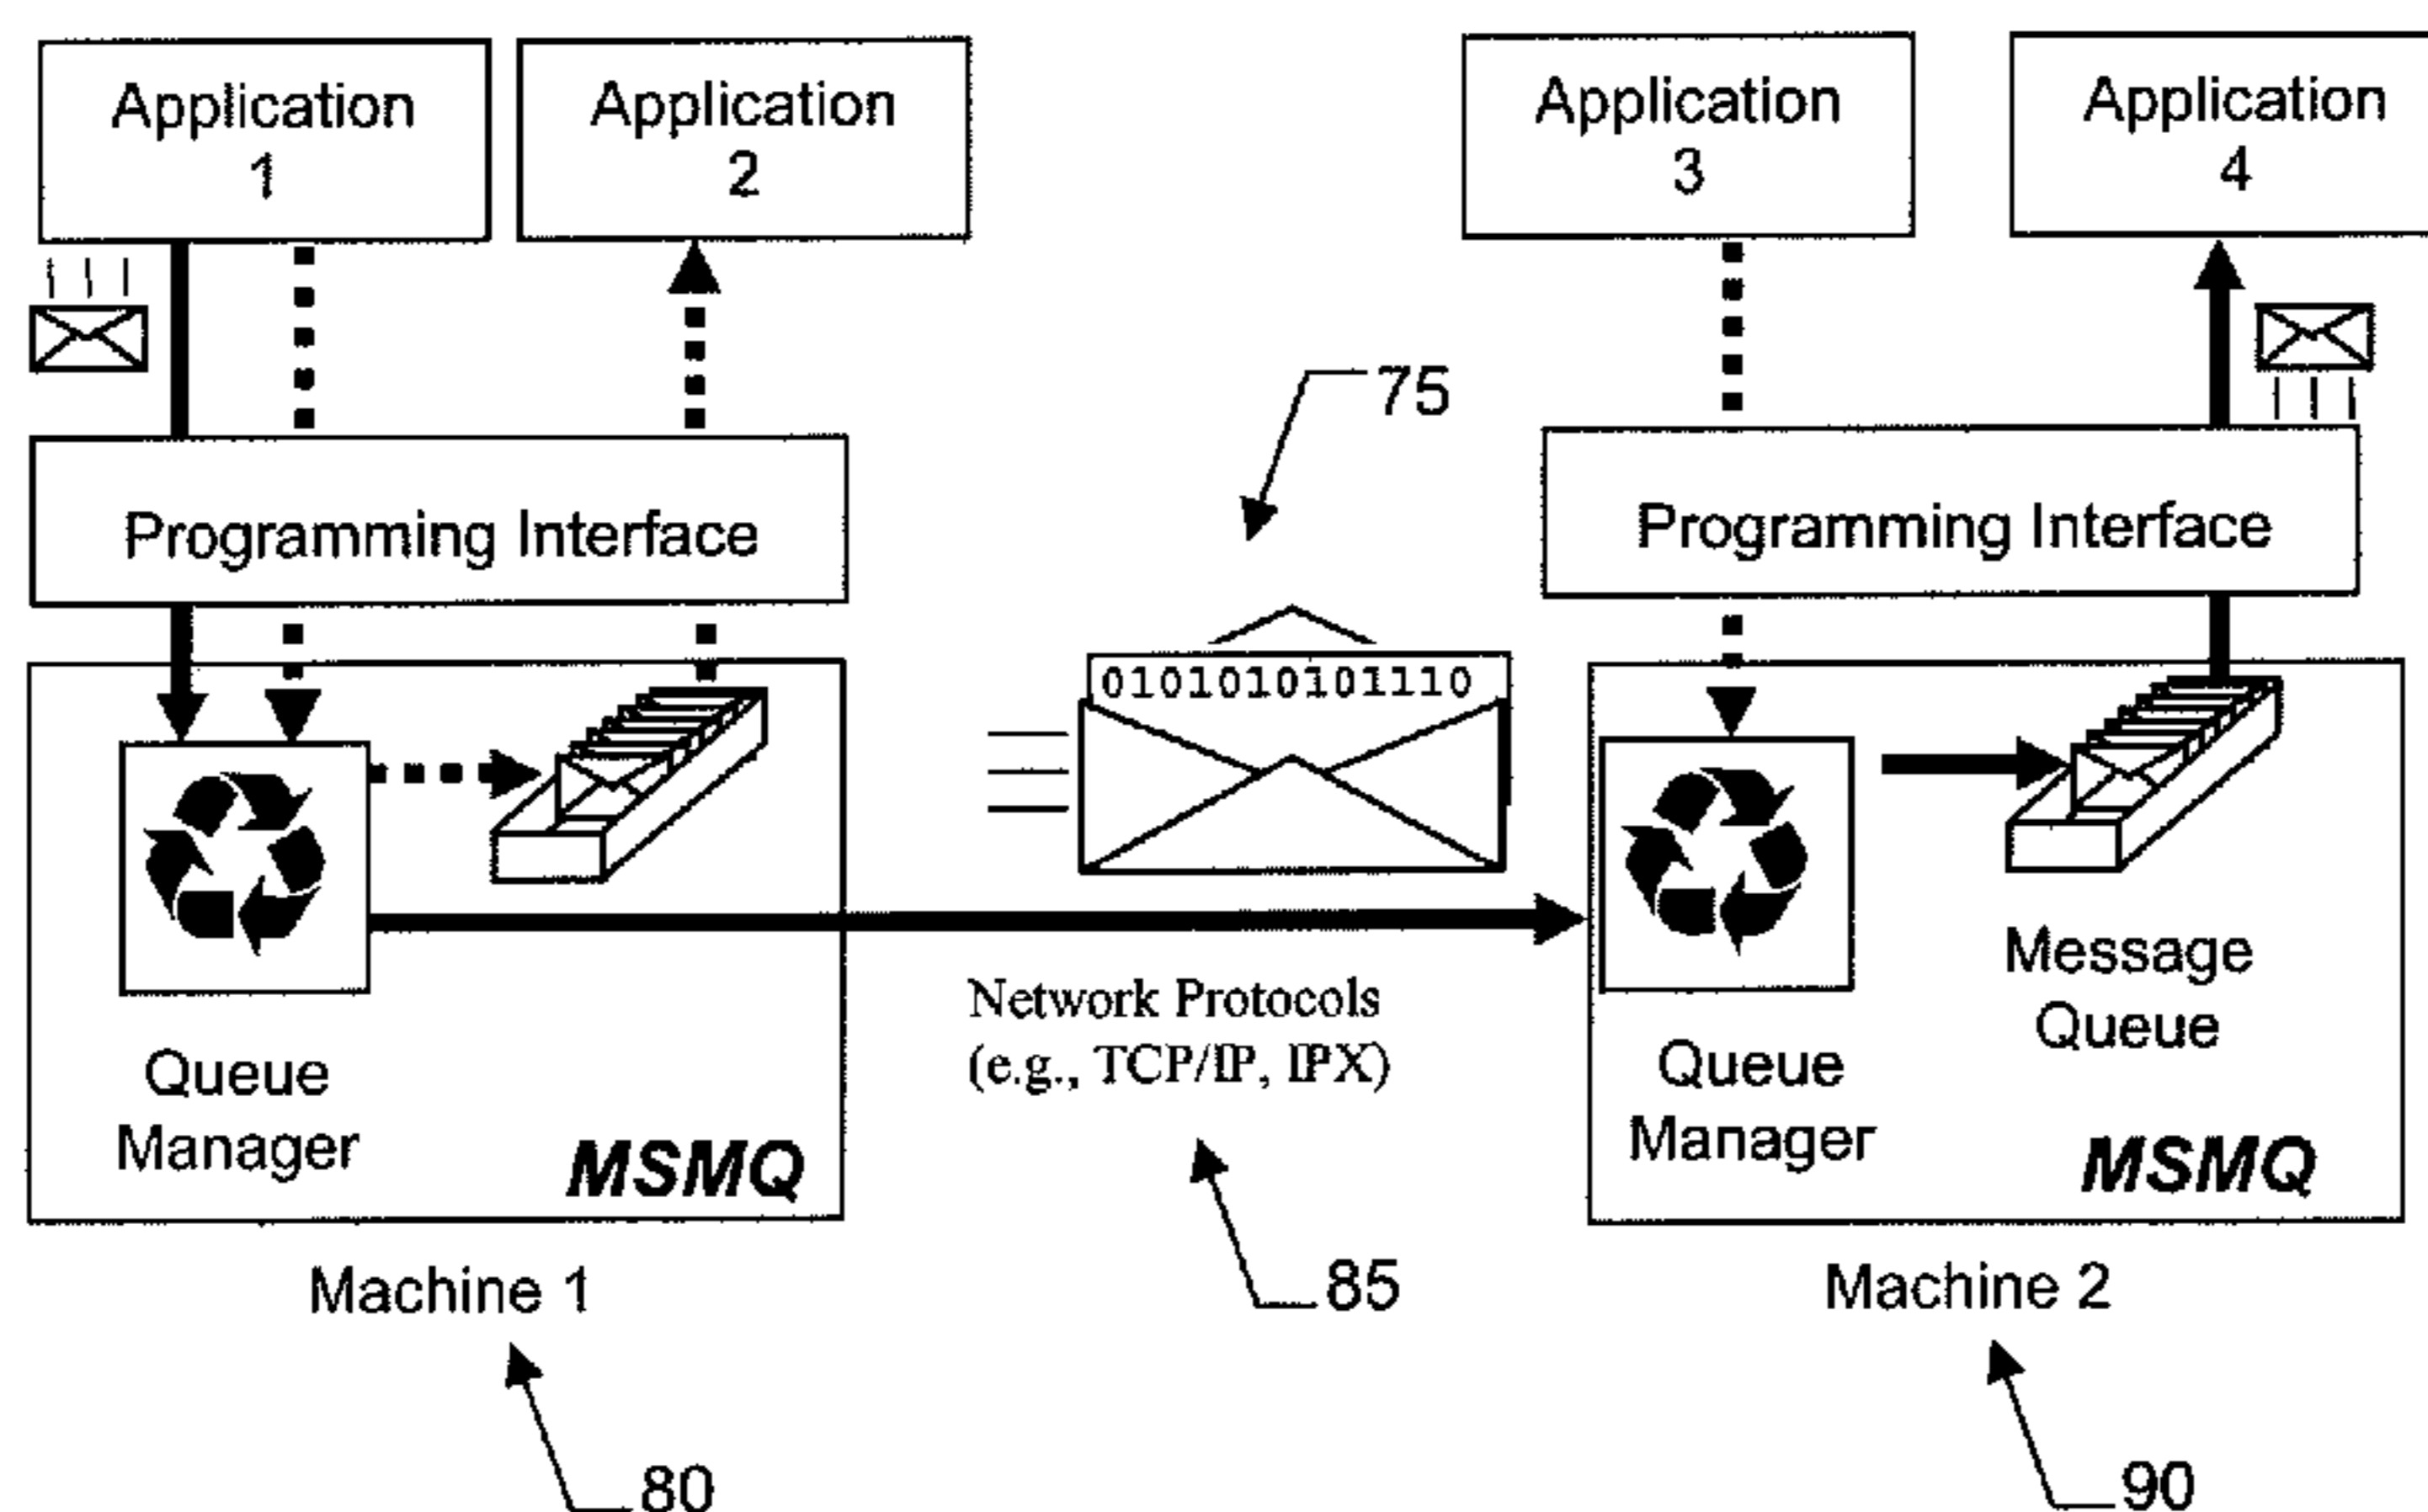 Application
1
Application
2
Application
3
Application
4
75
Programming Interface
Programming Interface
0101010101110
Network Protocols
(e.g., TCP/IP, IPX)
Message
Queue
Queue
Manager
MSMQ
Queue
Manager
MSMQ
Machine 1
85
Machine 2
80
90